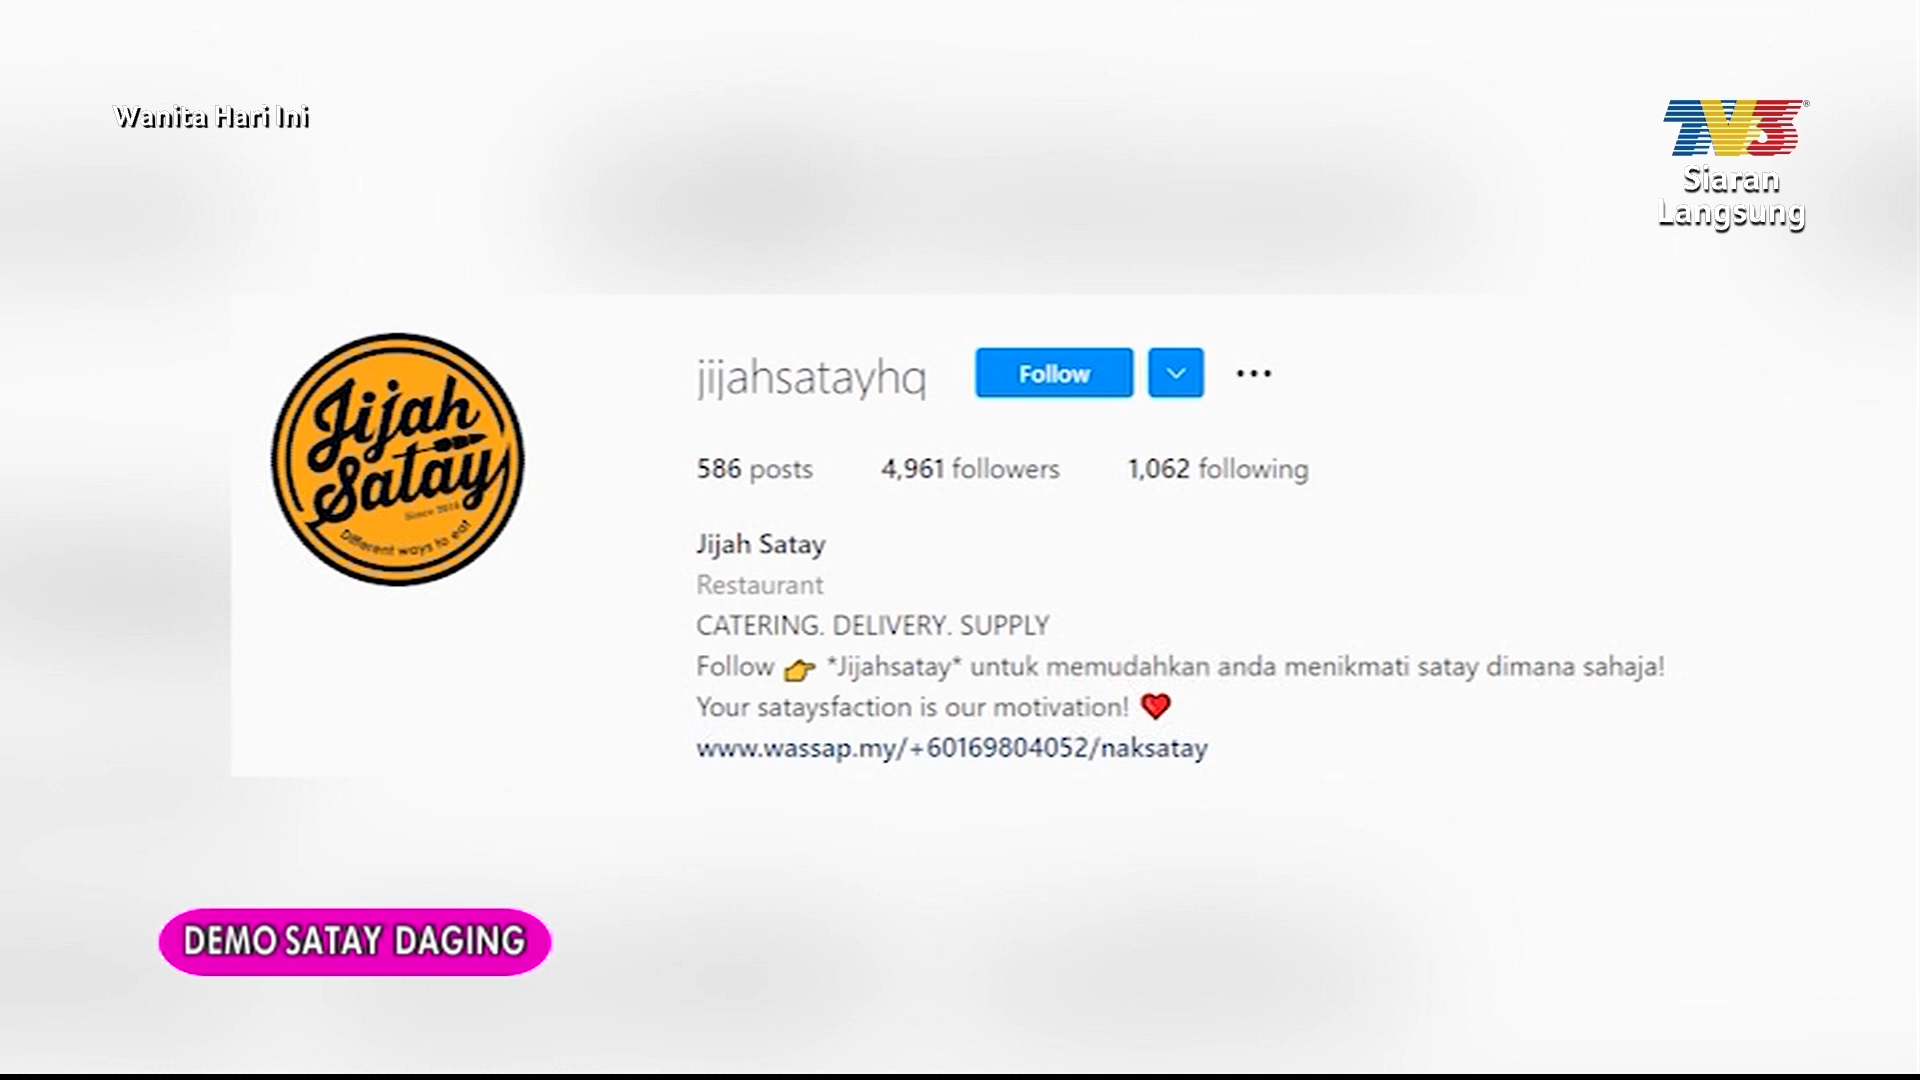 Wanita Hari Ini
TV3
Siaran
Langsung
Jijah
Satay
Different ways to eat
jijahsatayhq
Follow
586 posts 4,961 followers 1,062 following
Jijah Satay
Restaurant
CATERING. DELIVERY. SUPPLY
Follow 👉 *Jijahsatay* untuk memudahkan anda menikmati satay dimana sahaja!
Your sataysfaction is our motivation! ❤️
www.wassap.my/+60169804052/naksatay
DEMO SATAY DAGING